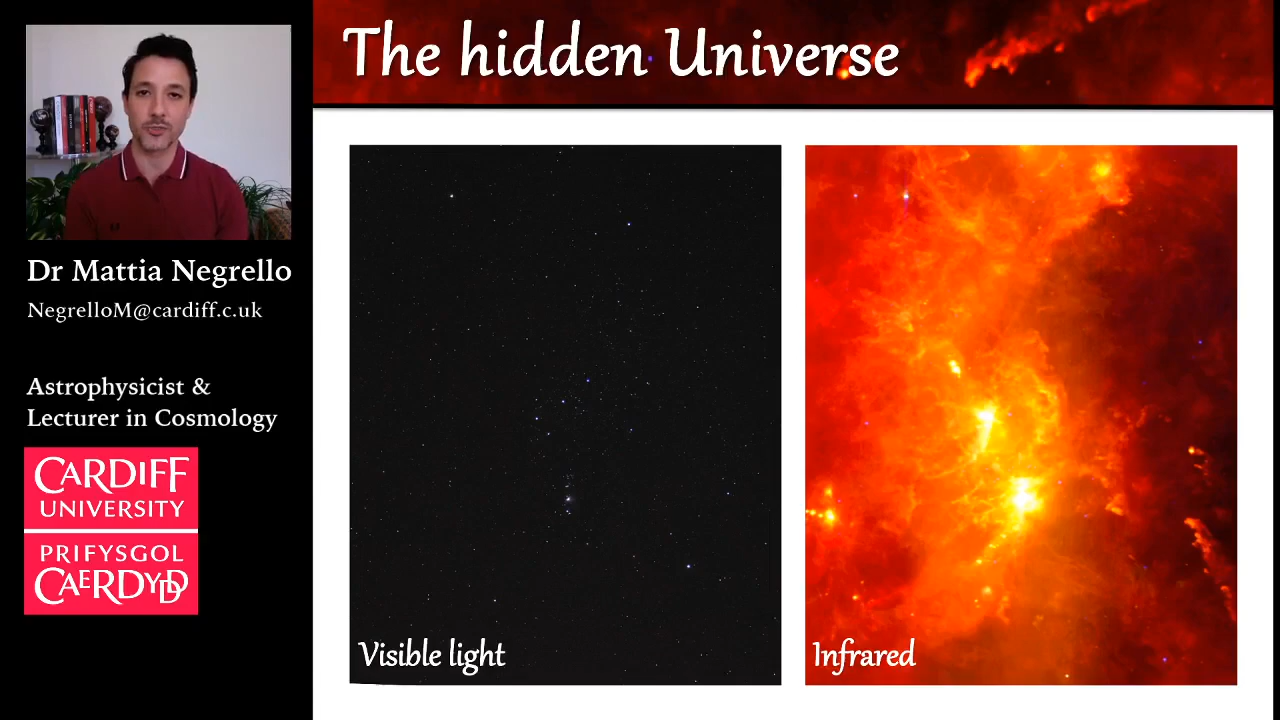 The hidden Universe
Dr Mattia Negrello
NegrelloM@cardiff.c.uk
Astrophysicist &
Lecturer in Cosmology
CARDIFF
UNIVERSITY
PRIFYSGOL
CAERDYDD
Visible light
Infrared